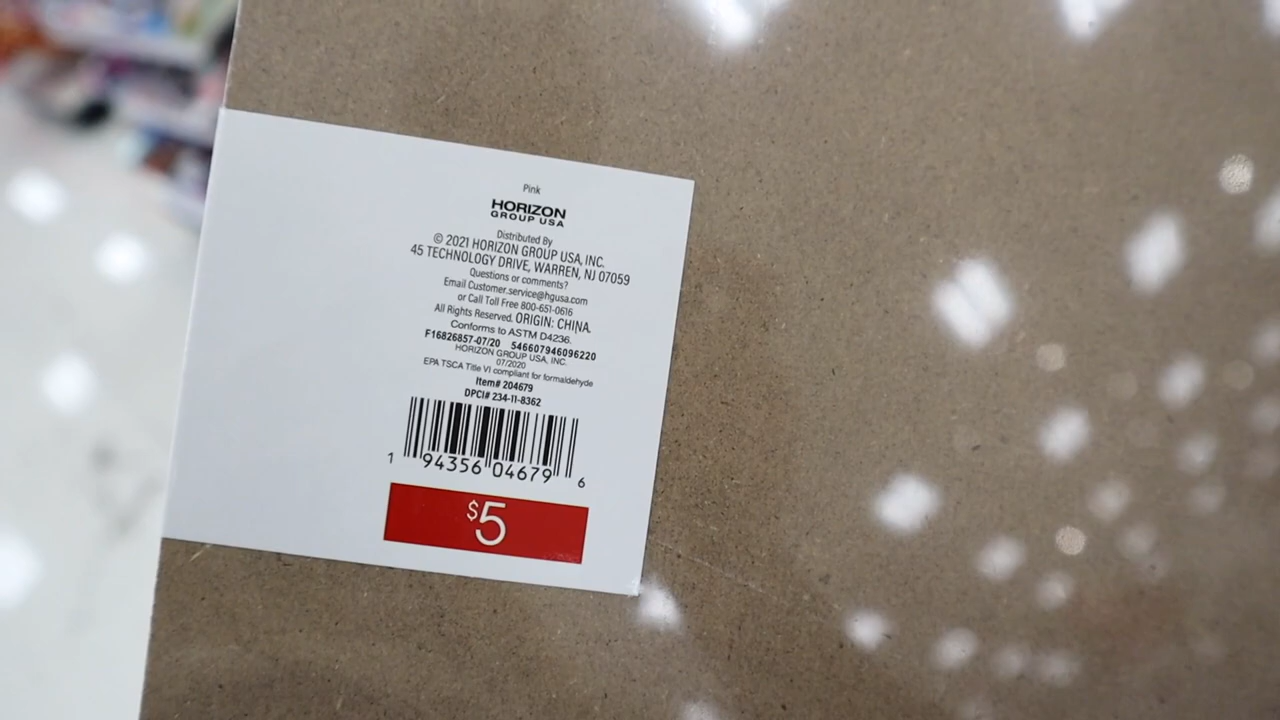 Pink
HORIZON
GROUP USA
Distributed By
© 2021 HORIZON GROUP USA, INC.
45 TECHNOLOGY DRIVE, WARREN, NJ 07059
Questions or comments?
Email Customer.service@hgusa.com
or Call Toll Free 800-651-0616
All Rights Reserved. ORIGIN: CHINA.
Conforms to ASTM D4236.
F16826857-07/20 546607946096220
HORIZON GROUP USA, INC.
07/2020
EPA TSCA Title VI compliant for formaldehyde
Item# 204679
DPCI# 234-11-8362
1 94356 04679 6
$5